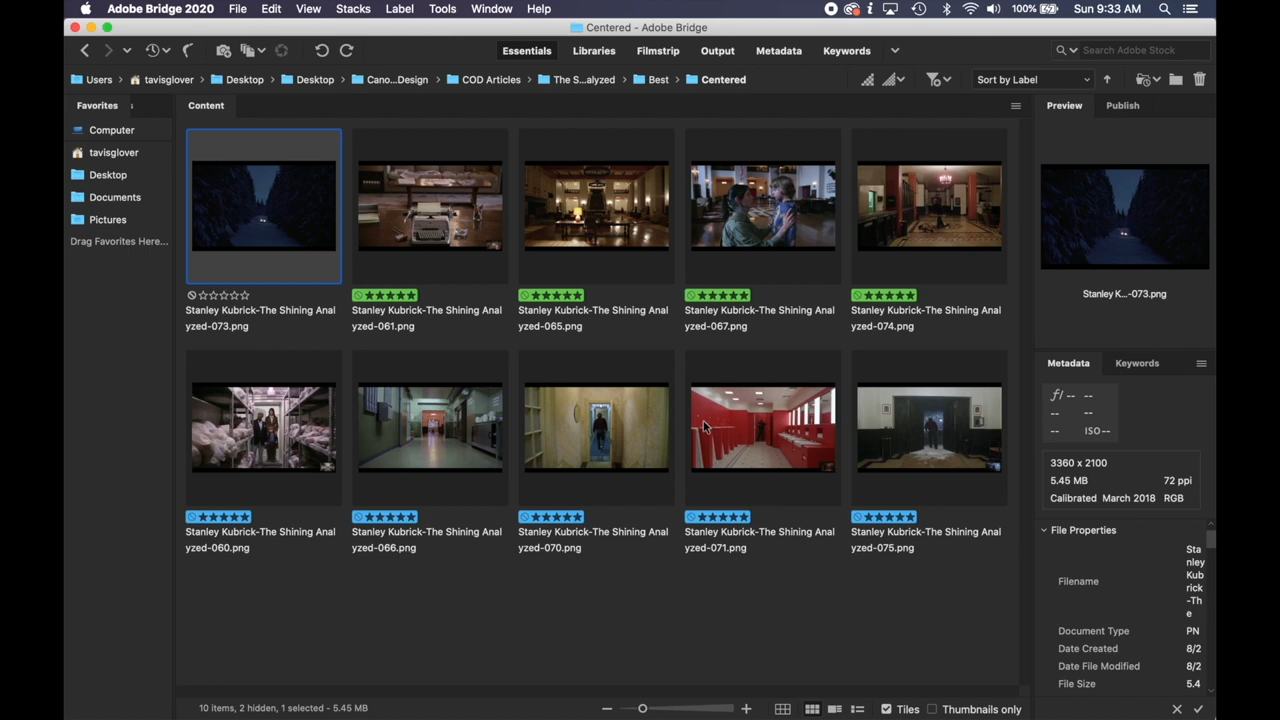 Adobe Bridge 2020 File Edit View Stacks Label Tools Window Help 100% Sun 9:33 AM
Centered - Adobe Bridge
Essentials Libraries Filmstrip Output Metadata Keywords Search Adobe Stock
Users tavisglover Desktop Desktop Cano...Design COD Articles The S...alyzed Best Centered Sort by Label
Favorites Content Preview Publish
Computer
tavisglover
Desktop
Documents
Pictures
Drag Favorites Here...
Stanley Kubrick-The Shining Anal
yzed-073.png
Stanley Kubrick-The Shining Anal
yzed-061.png
Stanley Kubrick-The Shining Anal
yzed-065.png
Stanley Kubrick-The Shining Anal
yzed-067.png
Stanley Kubrick-The Shining Anal
yzed-074.png
Stanley Kubrick-The Shining Anal
yzed-060.png
Stanley Kubrick-The Shining Anal
yzed-066.png
Stanley Kubrick-The Shining Anal
yzed-070.png
Stanley Kubrick-The Shining Anal
yzed-071.png
Stanley Kubrick-The Shining Anal
yzed-075.png
Stanley K...-073.png
Metadata Keywords
f/ -- --
-- --
-- ISO--
3360 x 2100
5.45 MB 72 ppi
Calibrated March 2018 RGB
File Properties
Filename Sta
nley
Kub
rick
-Th
e
Document Type PN
Date Created 8/2
Date File Modified 8/2
File Size 5.4
10 items, 2 hidden, 1 selected - 5.45 MB Tiles Thumbnails only